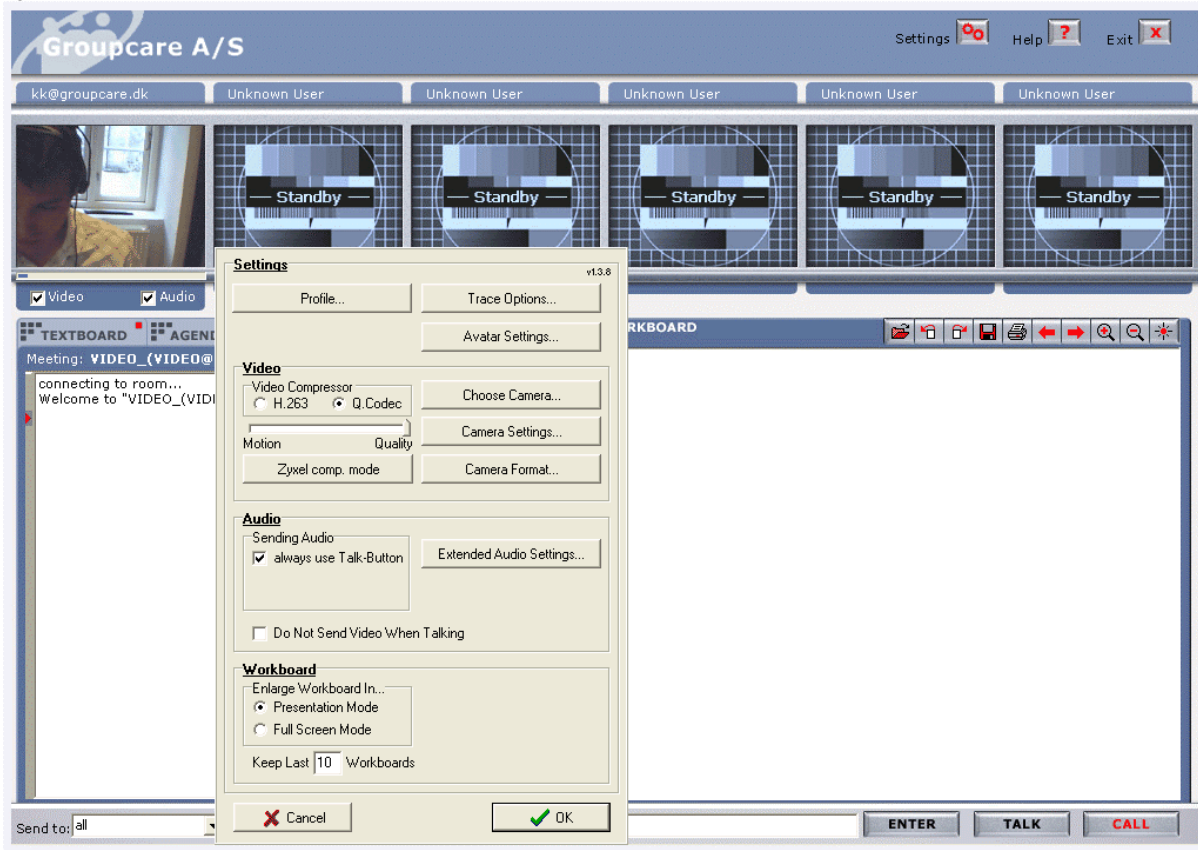 Groupcare A/S
Settings
Help ?
Exit X
kk@groupcare.dk
Unknown User
Unknown User
Unknown User
Unknown User
Unknown User
Standby
Standby
Standby
Standby
Standby
Video
Audio
TEXTBOARD
AGEND
RKBOARD
Meeting: VIDEO_(VIDEO@
connecting to room...
Welcome to "VIDEO_(VID
Settings
v1.3.8
Profile...
Trace Options...
Avatar Settings...
Video
Video Compressor
H.263
Q.Codec
Choose Camera...
Motion
Quality
Camera Settings...
Zyxel comp. mode
Camera Format...
Audio
Sending Audio
always use Talk-Button
Extended Audio Settings...
Do Not Send Video When Talking
Workboard
Enlarge Workboard In...
Presentation Mode
Full Screen Mode
Keep Last 10 Workboards
Cancel
OK
Send to: all
ENTER
TALK
CALL